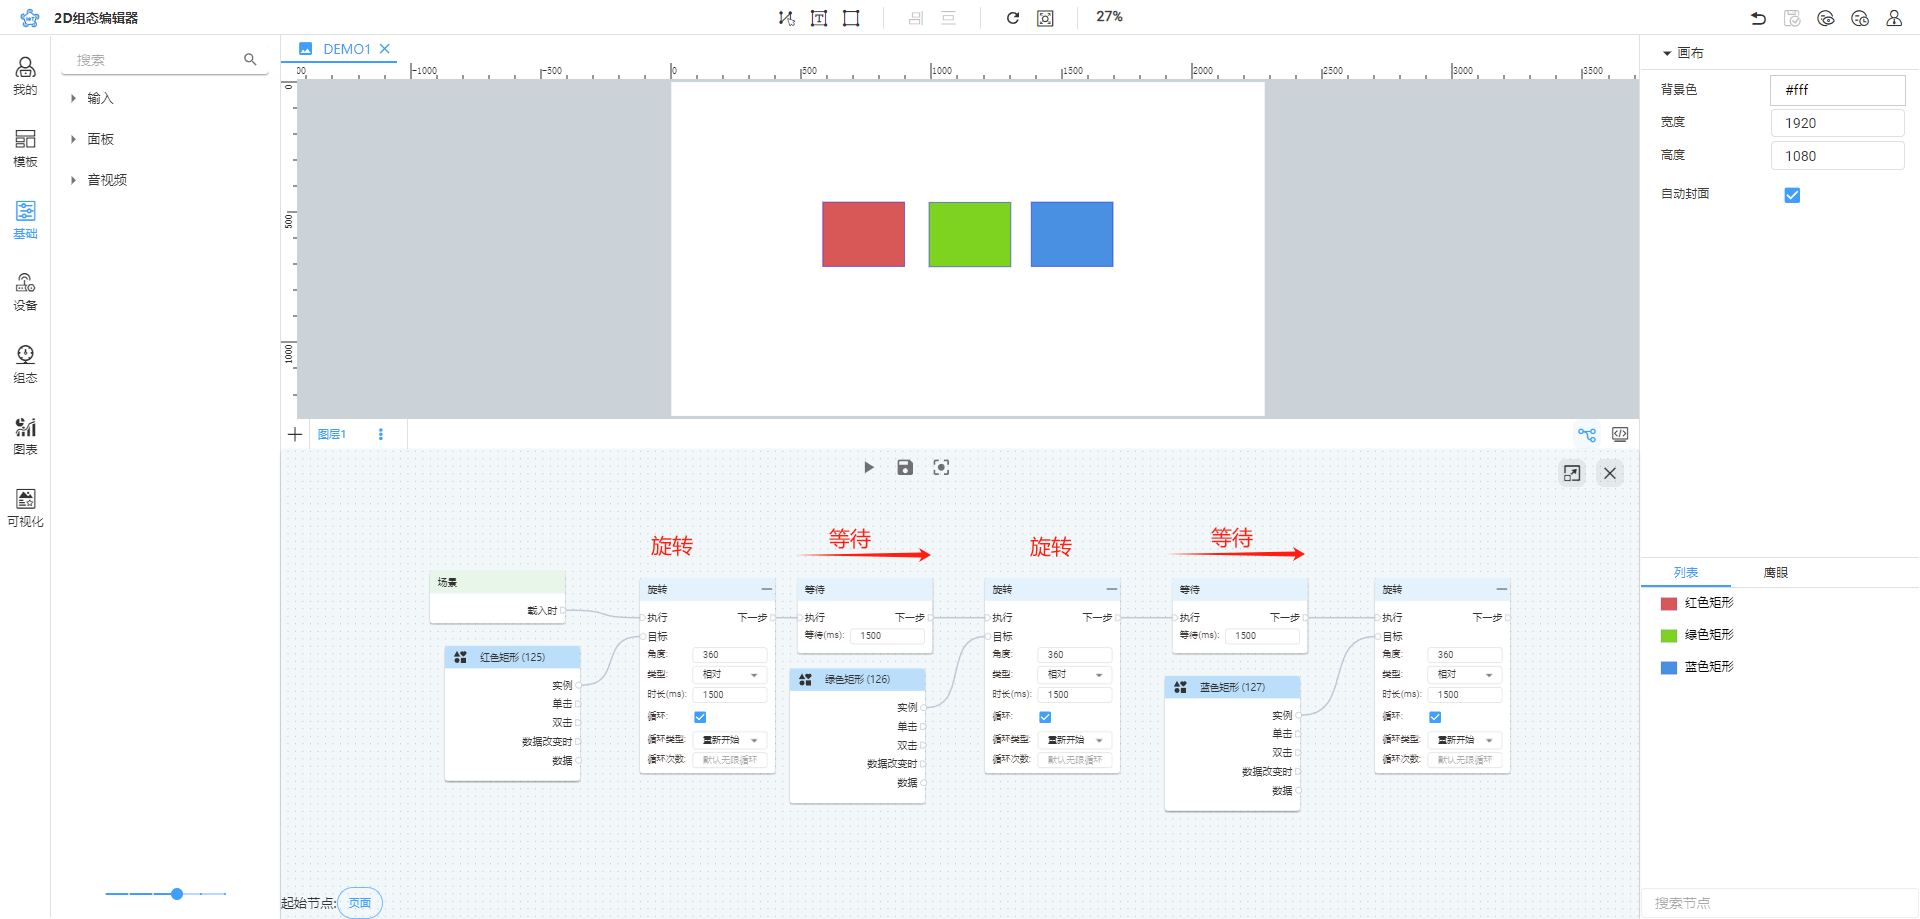 2D组态编辑器
27%
我的
模板
基础
设备
组态
图表
可视化
搜索
输入
面板
音视频
DEMO1
00
-1000
-500
0
500
1000
1500
2000
2500
3000
3500
0
500
1000
图层1
旋转
等待
旋转
等待
场景
载入时
红色矩形 (125)
实例
单击
双击
数据改变时
数据
旋转
执行
下一步
目标
角度:
360
类型:
相对
时长(ms):
1500
循环:
循环类型:
重新开始
循环次数:
默认无限循环
等待
执行
下一步
等待(ms):
1500
绿色矩形 (126)
实例
单击
双击
数据改变时
数据
旋转
执行
下一步
目标
角度:
360
类型:
相对
时长(ms):
1500
循环:
循环类型:
重新开始
循环次数:
默认无限循环
等待
执行
下一步
等待(ms):
1500
蓝色矩形 (127)
实例
单击
双击
数据改变时
数据
旋转
执行
下一步
目标
角度:
360
类型:
相对
时长(ms):
1500
循环:
循环类型:
重新开始
循环次数:
默认无限循环
起始节点:
页面
画布
背景色
#fff
宽度
1920
高度
1080
自动封面
列表
鹰眼
红色矩形
绿色矩形
蓝色矩形
搜索节点